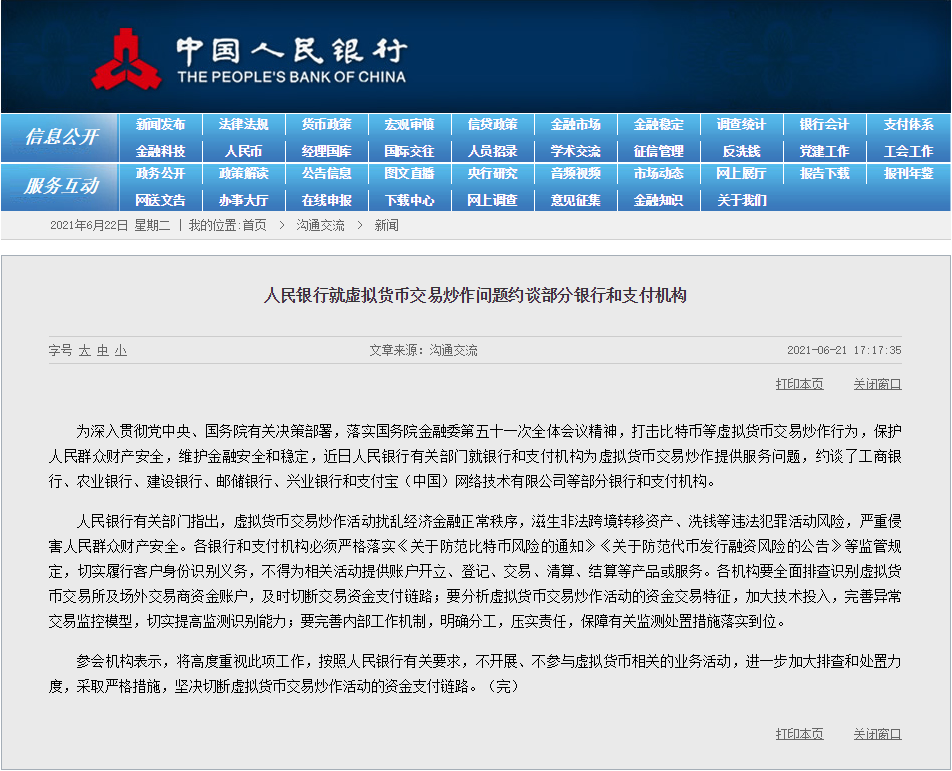 中国人民银行
THE PEOPLE'S BANK OF CHINA
信息公开
新闻发布 法律法规 货币政策 宏观审慎 信贷政策 金融市场 金融稳定 调查统计 银行会计 支付体系
金融科技 人民币 经理国库 国际交往 人员招录 学术交流 征信管理 反洗钱 党建工作 工会工作
服务互动
政务公开 政策解读 公告信息 图文直播 央行研究 音频视频 市场动态 网上展厅 报告下载 报刊年鉴
网送文告 办事大厅 在线申报 下载中心 网上调查 意见征集 金融知识 关于我们
2021年6月22日 星期二 | 我的位置:首页 > 沟通交流 > 新闻
人民银行就虚拟货币交易炒作问题约谈部分银行和支付机构
字号 大 中 小 文章来源：沟通交流 2021-06-21 17:17:35
打印本页 关闭窗口
为深入贯彻党中央、国务院有关决策部署，落实国务院金融委第五十一次全体会议精神，打击比特币等虚拟货币交易炒作行为，保护
人民群众财产安全，维护金融安全和稳定，近日人民银行有关部门就银行和支付机构为虚拟货币交易炒作提供服务问题，约谈了工商银
行、农业银行、建设银行、邮储银行、兴业银行和支付宝（中国）网络技术有限公司等部分银行和支付机构。
人民银行有关部门指出，虚拟货币交易炒作活动扰乱经济金融正常秩序，滋生非法跨境转移资产、洗钱等违法犯罪活动风险，严重侵
害人民群众财产安全。各银行和支付机构必须严格落实《关于防范比特币风险的通知》《关于防范代币发行融资风险的公告》等监管规
定，切实履行客户身份识别义务，不得为相关活动提供账户开立、登记、交易、清算、结算等产品或服务。各机构要全面排查识别虚拟货
币交易所及场外交易商资金账户，及时切断交易资金支付链路；要分析虚拟货币交易炒作活动的资金交易特征，加大技术投入，完善异常
交易监控模型，切实提高监测识别能力；要完善内部工作机制，明确分工，压实责任，保障有关监测处置措施落实到位。
参会机构表示，将高度重视此项工作，按照人民银行有关要求，不开展、不参与虚拟货币相关的业务活动，进一步加大排查和处置力
度，采取严格措施，坚决切断虚拟货币交易炒作活动的资金支付链路。（完）
打印本页 关闭窗口